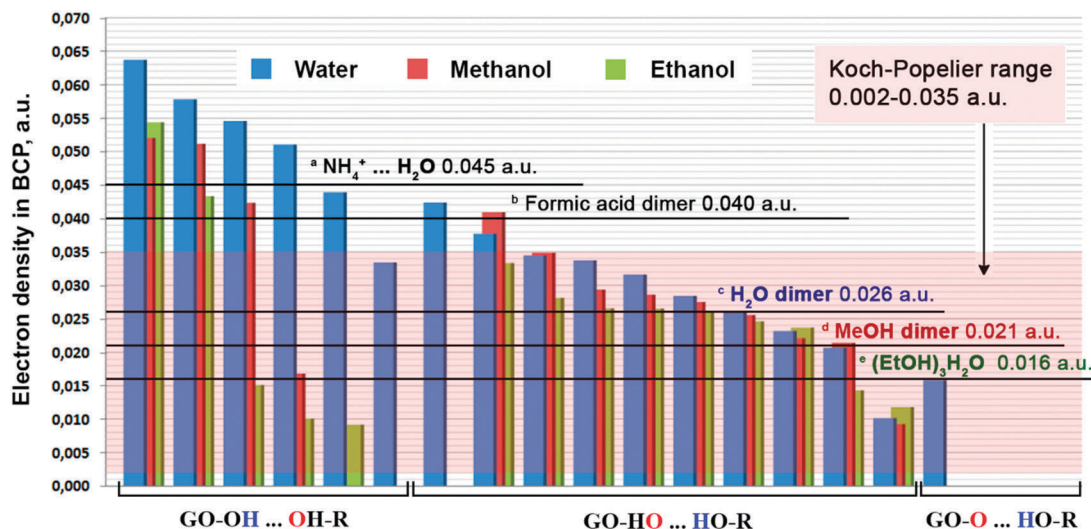 Electron density in BCP, a.u.
0,070
0,065
0,060
0,055
0,050
0,045
0,040
0,035
0,030
0,025
0,020
0,015
0,010
0,005
0,000
Water Methanol Ethanol
Koch-Popelier range
0.002-0.035 a.u.
a NH₄⁺ ... H₂O 0.045 a.u.
b Formic acid dimer 0.040 a.u.
c H₂O dimer 0.026 a.u.
d MeOH dimer 0.021 a.u.
e (EtOH)₃H₂O 0.016 a.u.
GO-OH ... OH-R
GO-HO ... HO-R
GO-O ... HO-R